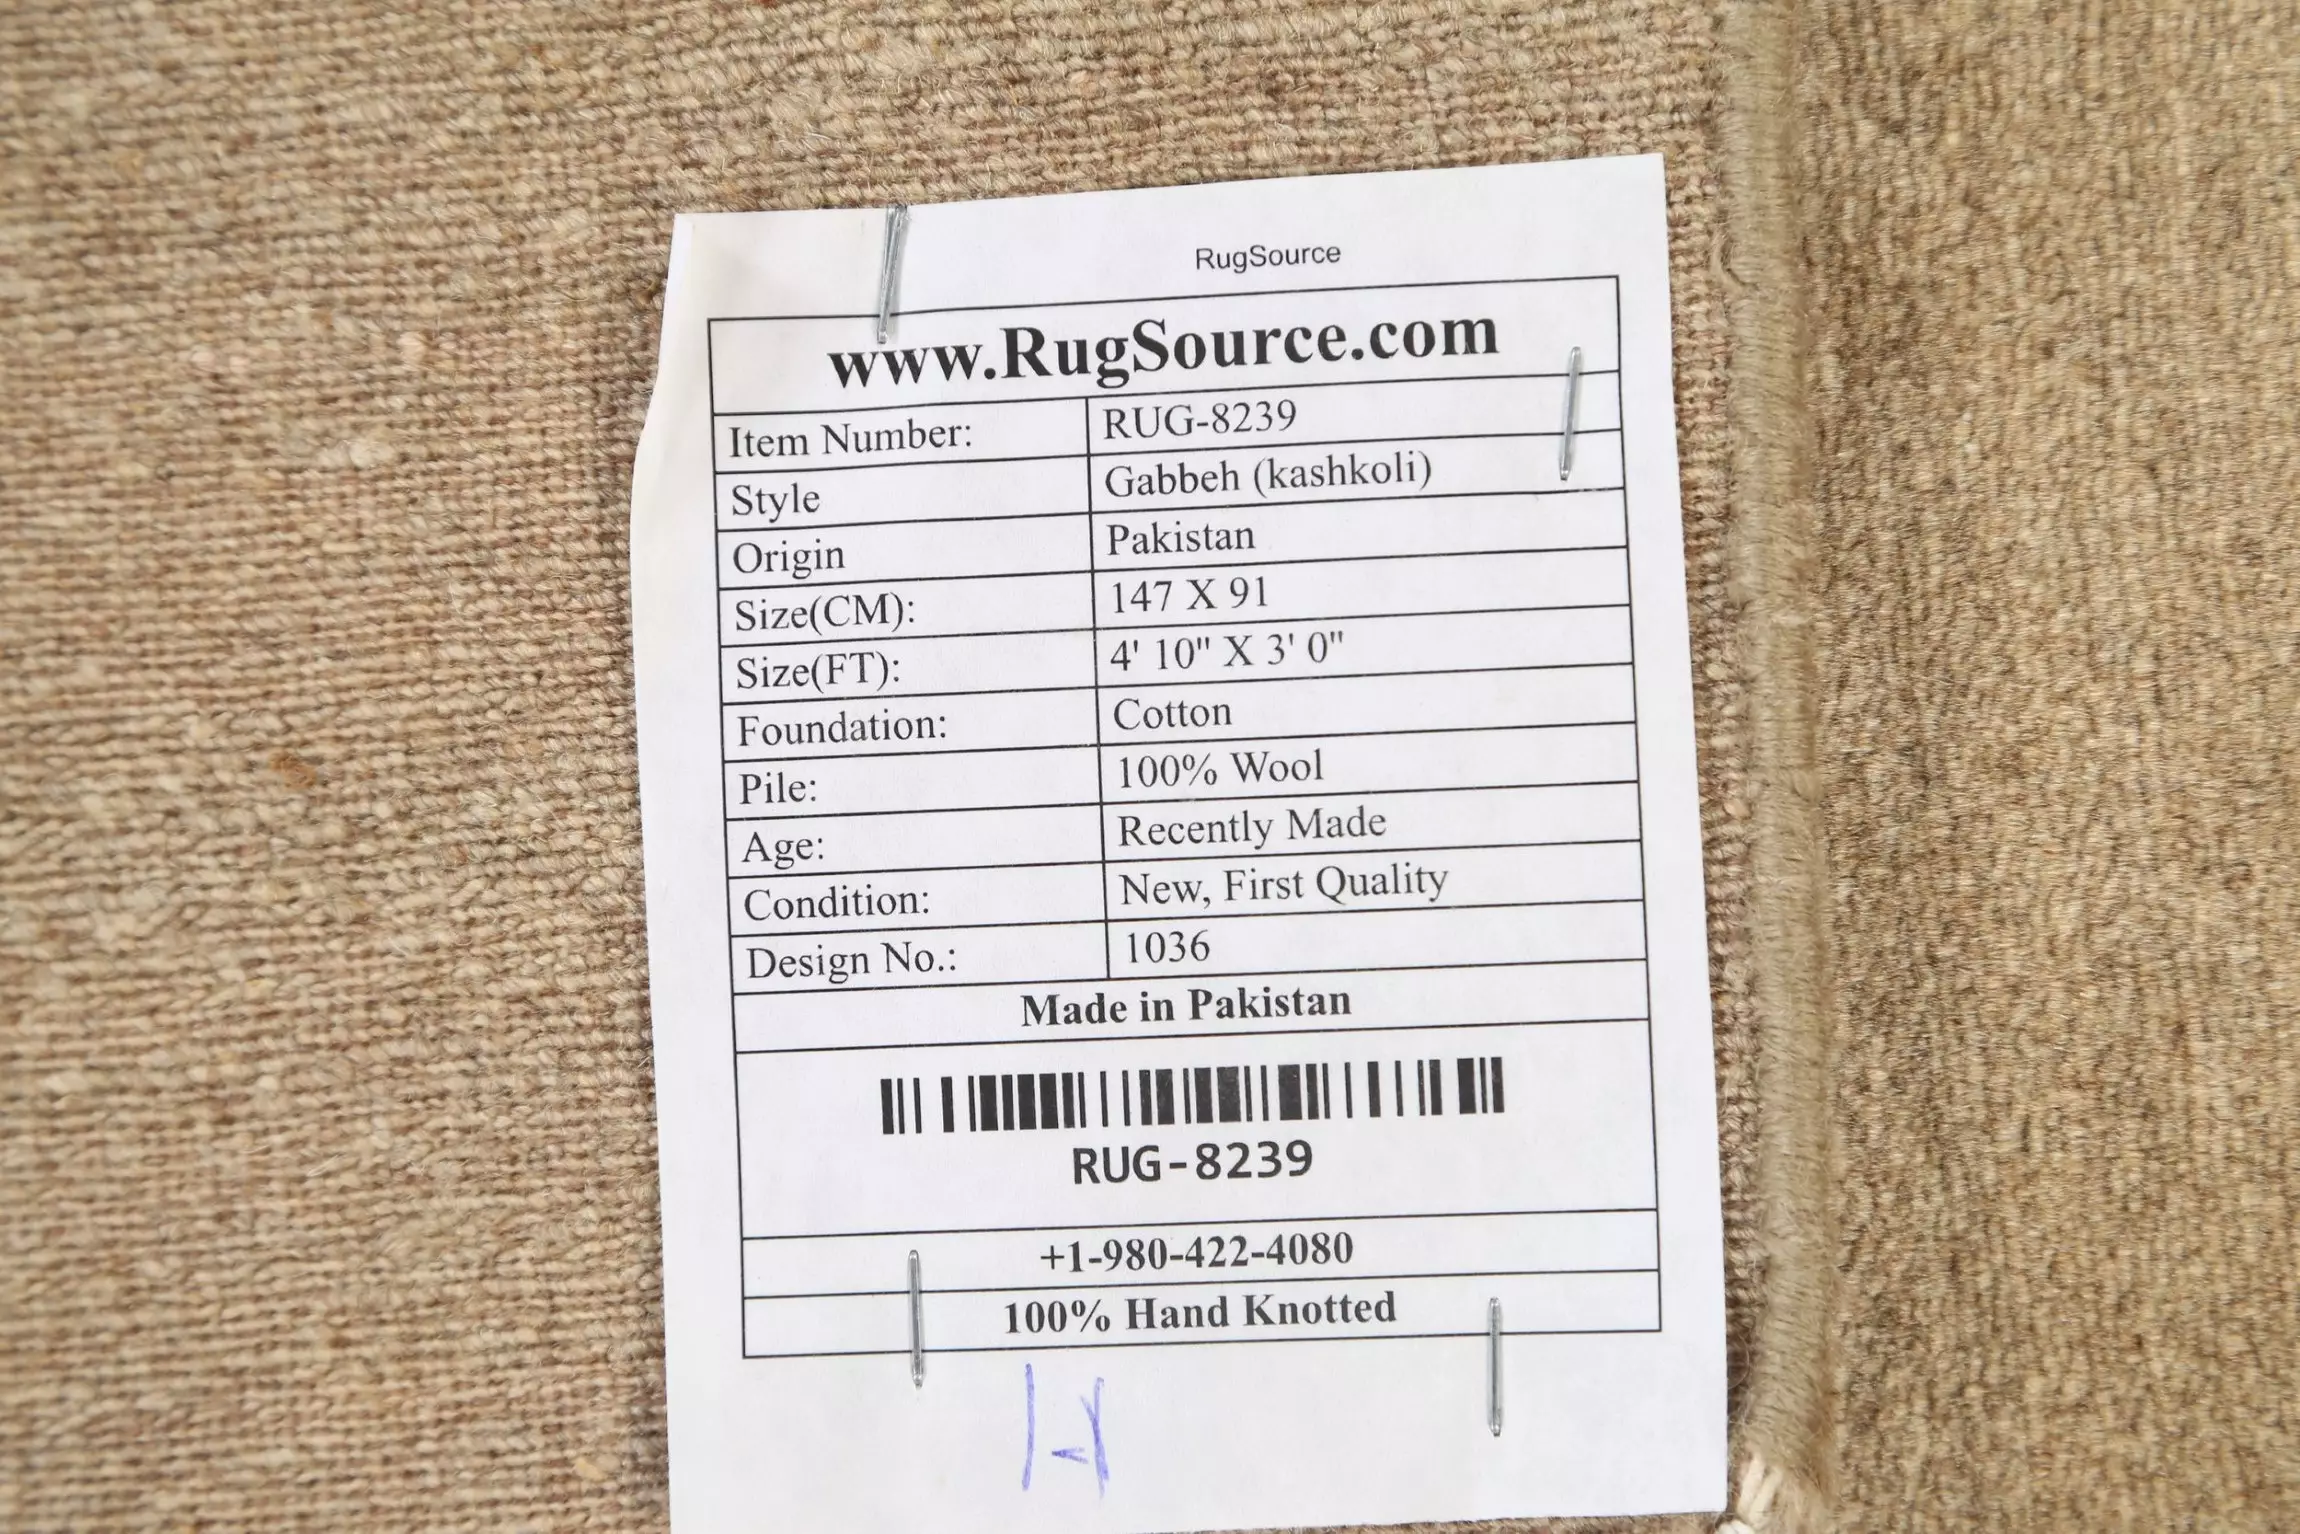 RugSource
www.RugSource.com
Item Number: RUG-8239
Style Gabbeh (kashkoli)
Origin Pakistan
Size(CM): 147 X 91
Size(FT): 4' 10" X 3' 0"
Foundation: Cotton
Pile: 100% Wool
Age: Recently Made
Condition: New, First Quality
Design No.: 1036
Made in Pakistan
RUG-8239
+1-980-422-4080
100% Hand Knotted